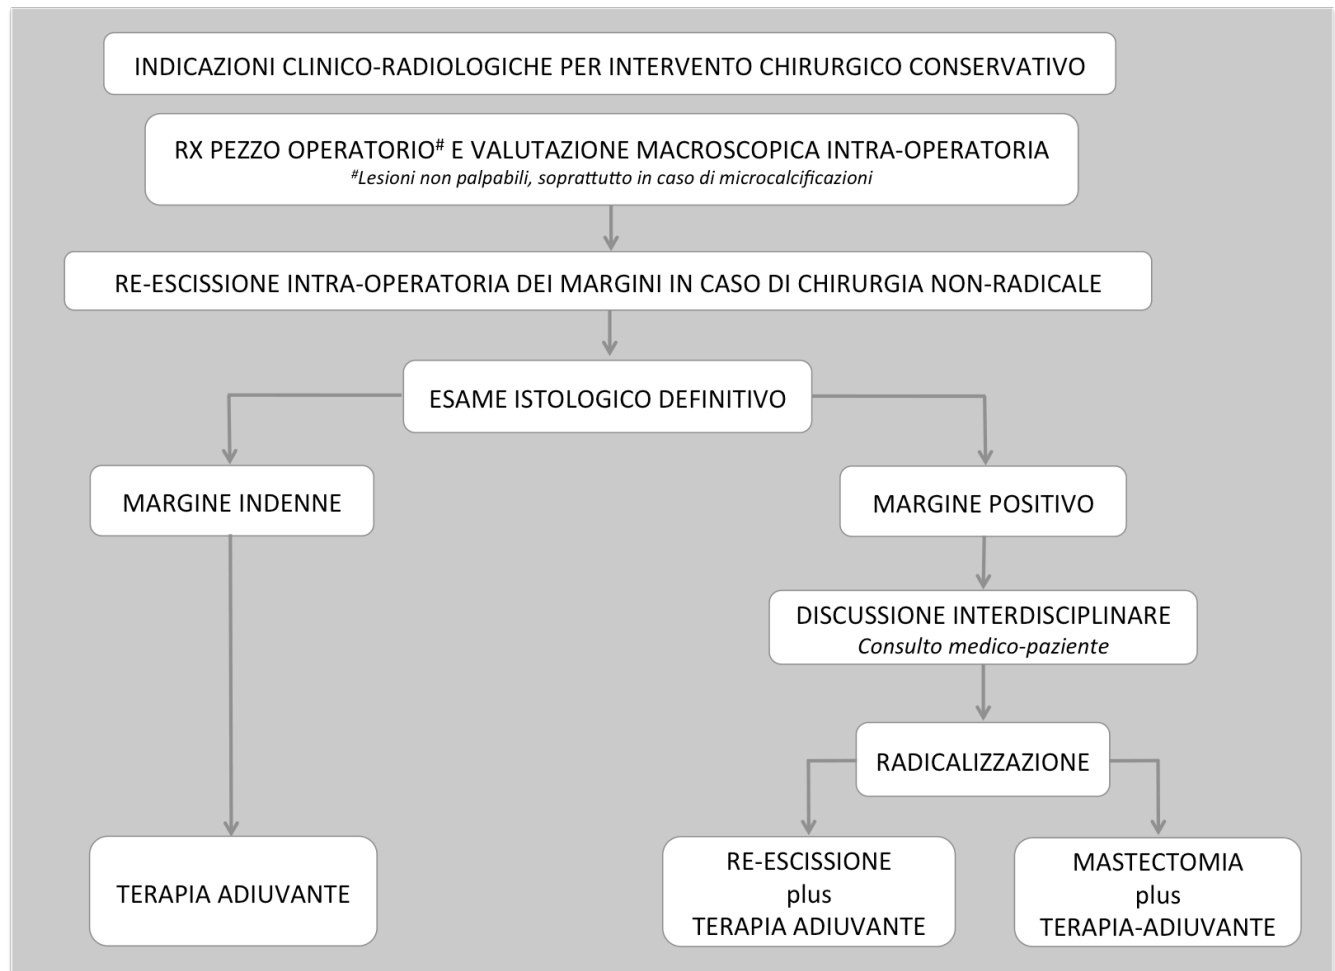 INDICAZIONI CLINICO-RADIOLOGICHE PER INTERVENTO CHIRURGICO CONSERVATIVO
RX PEZZO OPERATORIO# E VALUTAZIONE MACROSCOPICA INTRA-OPERATORIA
#Lesioni non palpabili, soprattutto in caso di microcalcificazioni
RE-ESCISSIONE INTRA-OPERATORIA DEI MARGINI IN CASO DI CHIRURGIA NON-RADICALE
ESAME ISTOLOGICO DEFINITIVO
MARGINE INDENNE
MARGINE POSITIVO
DISCUSSIONE INTERDISCIPLINARE
Consulto medico-paziente
RADICALIZZAZIONE
TERAPIA ADIUVANTE
RE-ESCISSIONE
plus
TERAPIA ADIUVANTE
MASTECTOMIA
plus
TERAPIA-ADIUVANTE